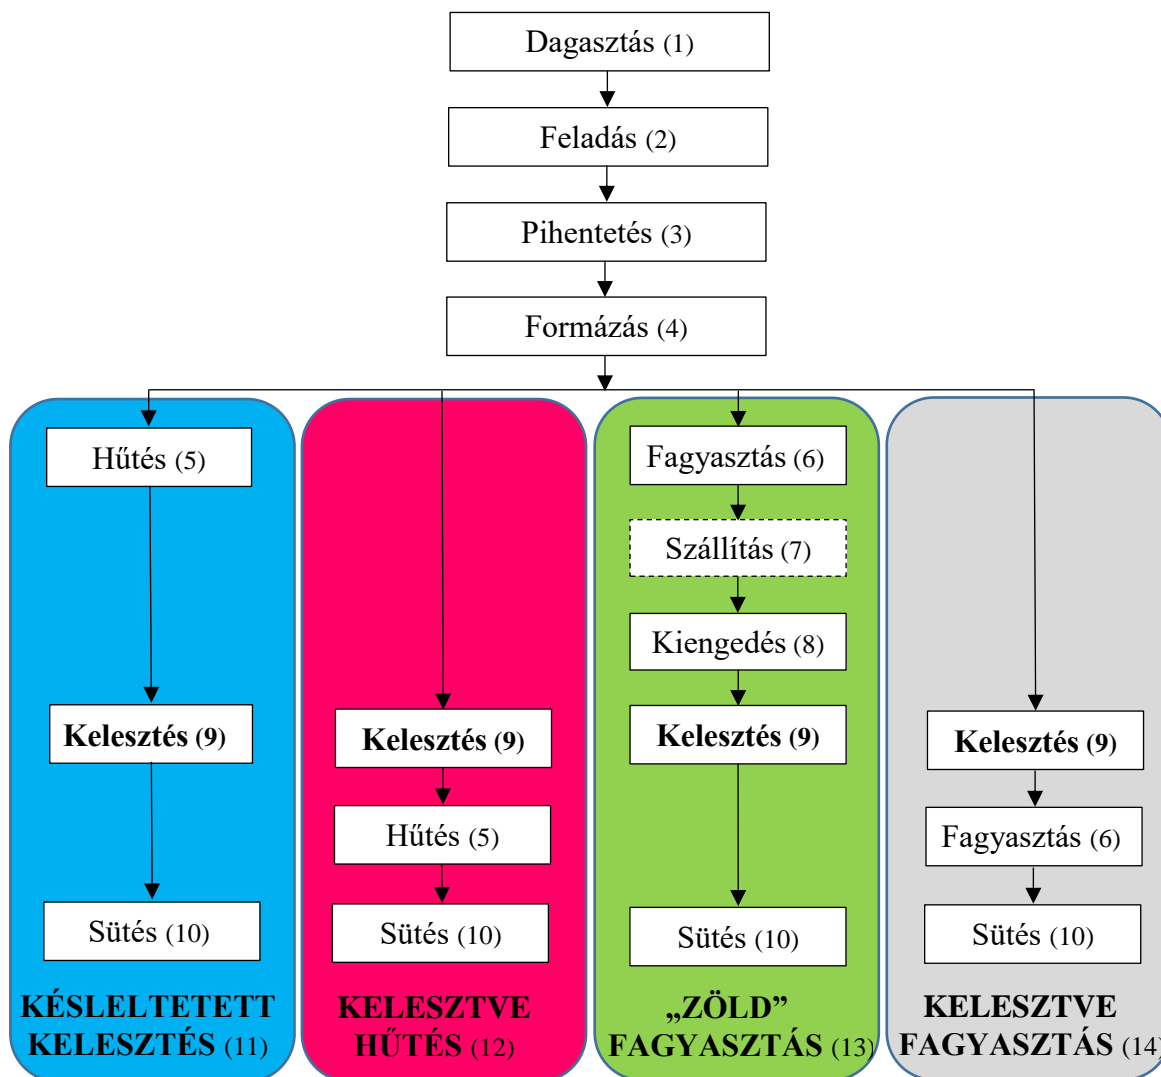 Dagasztás (1)
Feladás (2)
Pihentetés (3)
Formázás (4)
Hűtés (5)
Kelesztés (9)
Sütés (10)
KÉSLELTETETT
KELESZTÉS (11)
Kelesztés (9)
Hűtés (5)
Sütés (10)
KELESZTVE
HŰTÉS (12)
Fagyasztás (6)
Szállítás (7)
Kiengedés (8)
Kelesztés (9)
Sütés (10)
„ZÖLD”
FAGYASZTÁS (13)
Kelesztés (9)
Fagyasztás (6)
Sütés (10)
KELESZTVE
FAGYASZTÁS (14)